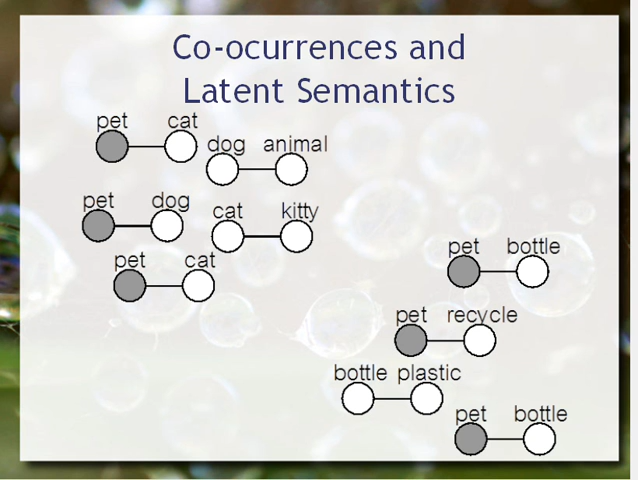 Co-ocurrences and
Latent Semantics
pet cat
dog animal
pet dog
cat kitty
pet cat
pet bottle
pet recycle
bottle plastic
pet bottle